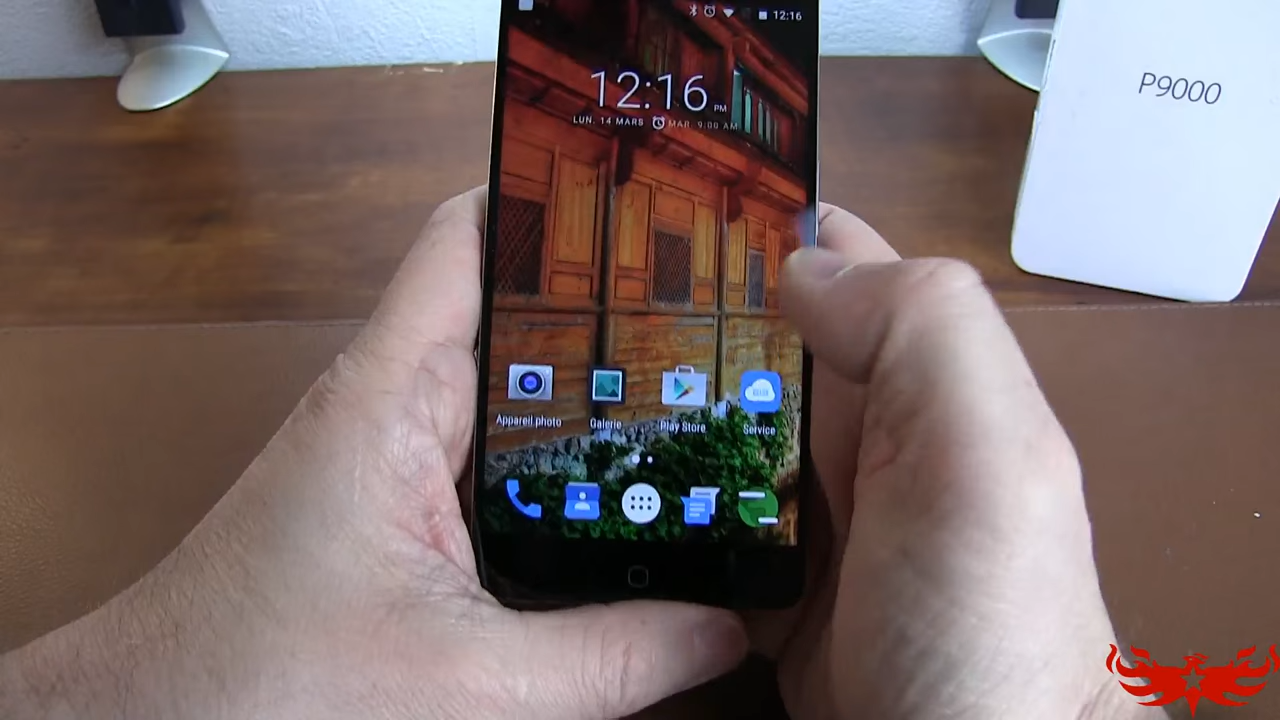 12:16
12:16 PM
LUN. 14 MARS MAR. 9:00 AM
P9000
Appareil photo
Galerie
Play Store
Service